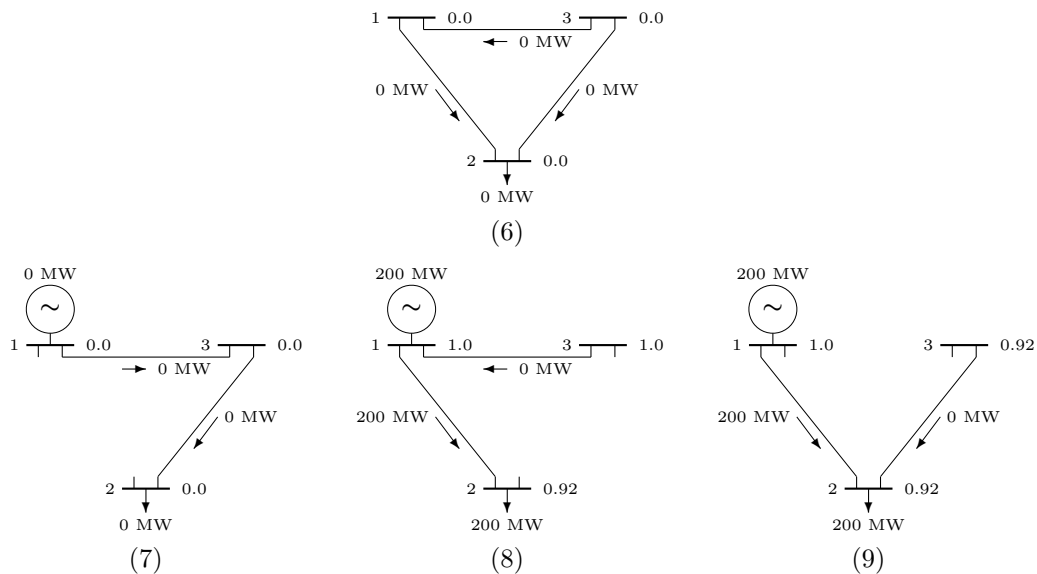 1 0.0 3 0.0
0 MW
0 MW 0 MW
2 0.0
0 MW
(6)
0 MW 200 MW 200 MW
~ ~ ~
1 0.0 3 0.0 1 1.0 3 1.0 1 1.0 3 0.92
0 MW 0 MW
0 MW 200 MW 200 MW 0 MW
2 0.0 2 0.92 2 0.92
0 MW 200 MW 200 MW
(7) (8) (9)